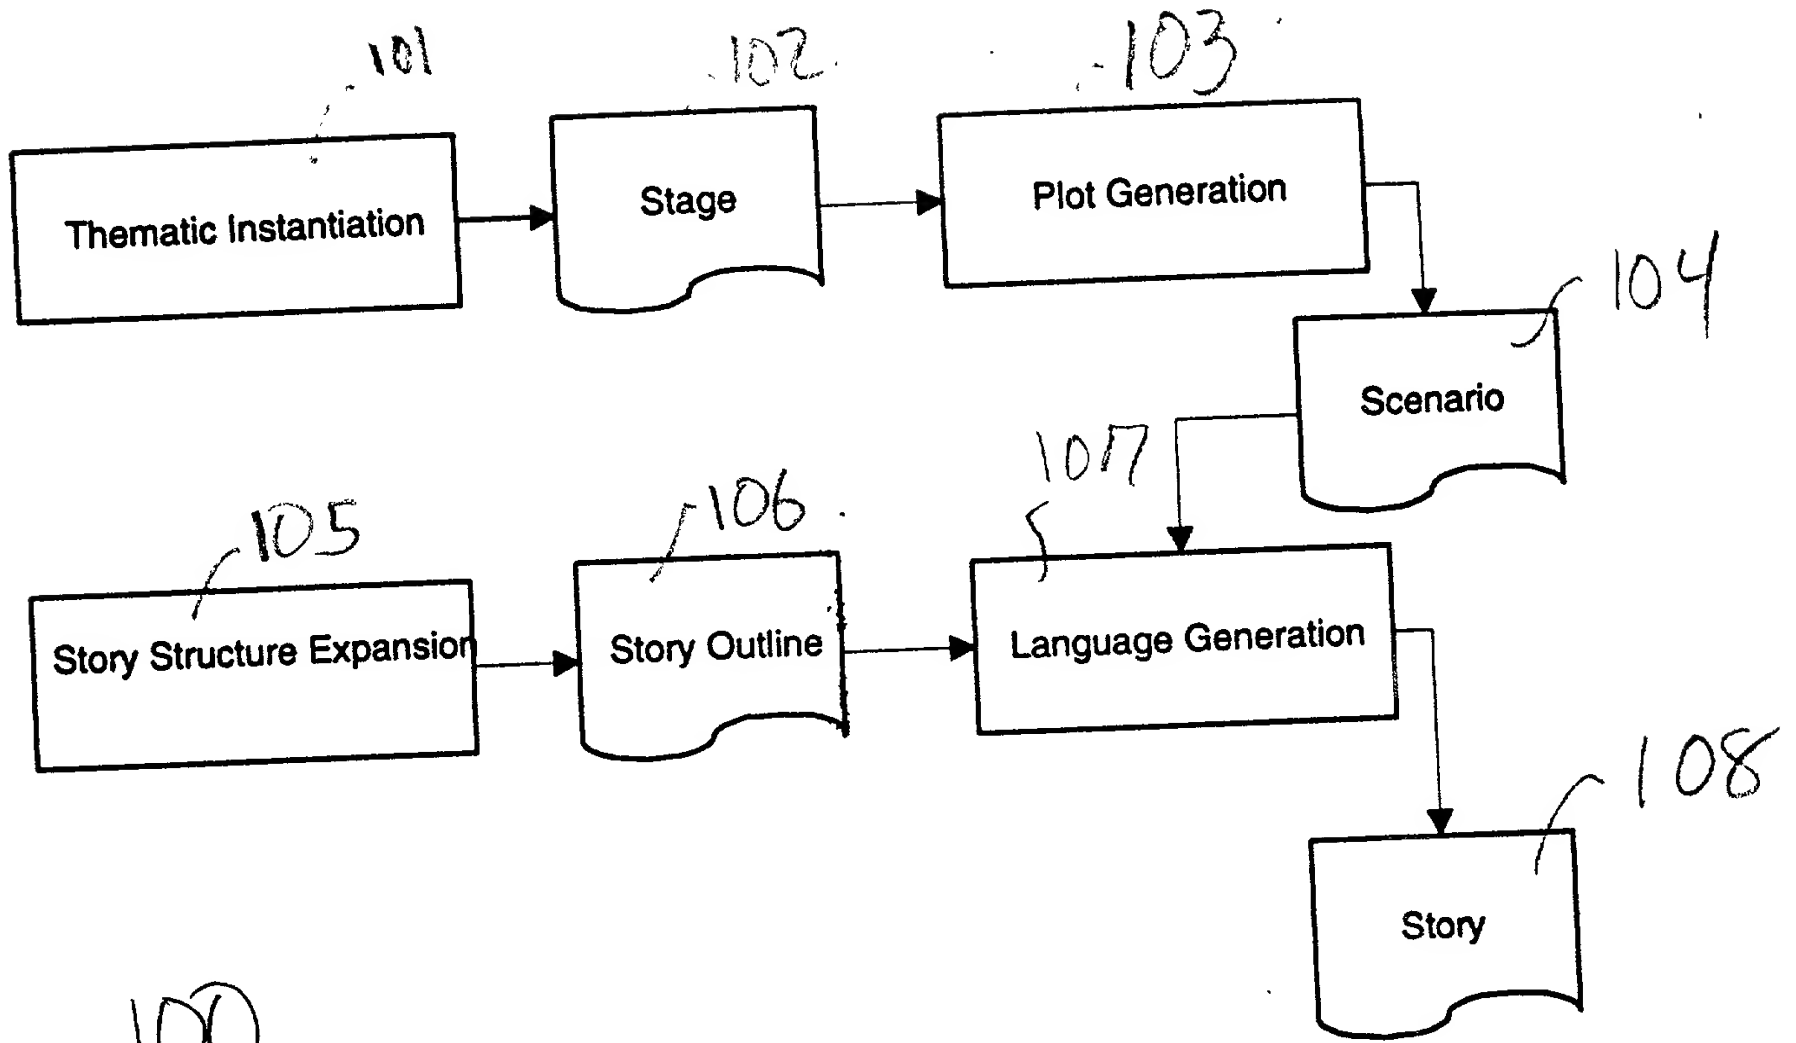 101
102
103
Thematic Instantiation
Stage
Plot Generation
104
Scenario
107
106
105
Story Structure Expansion
Story Outline
Language Generation
108
Story
100